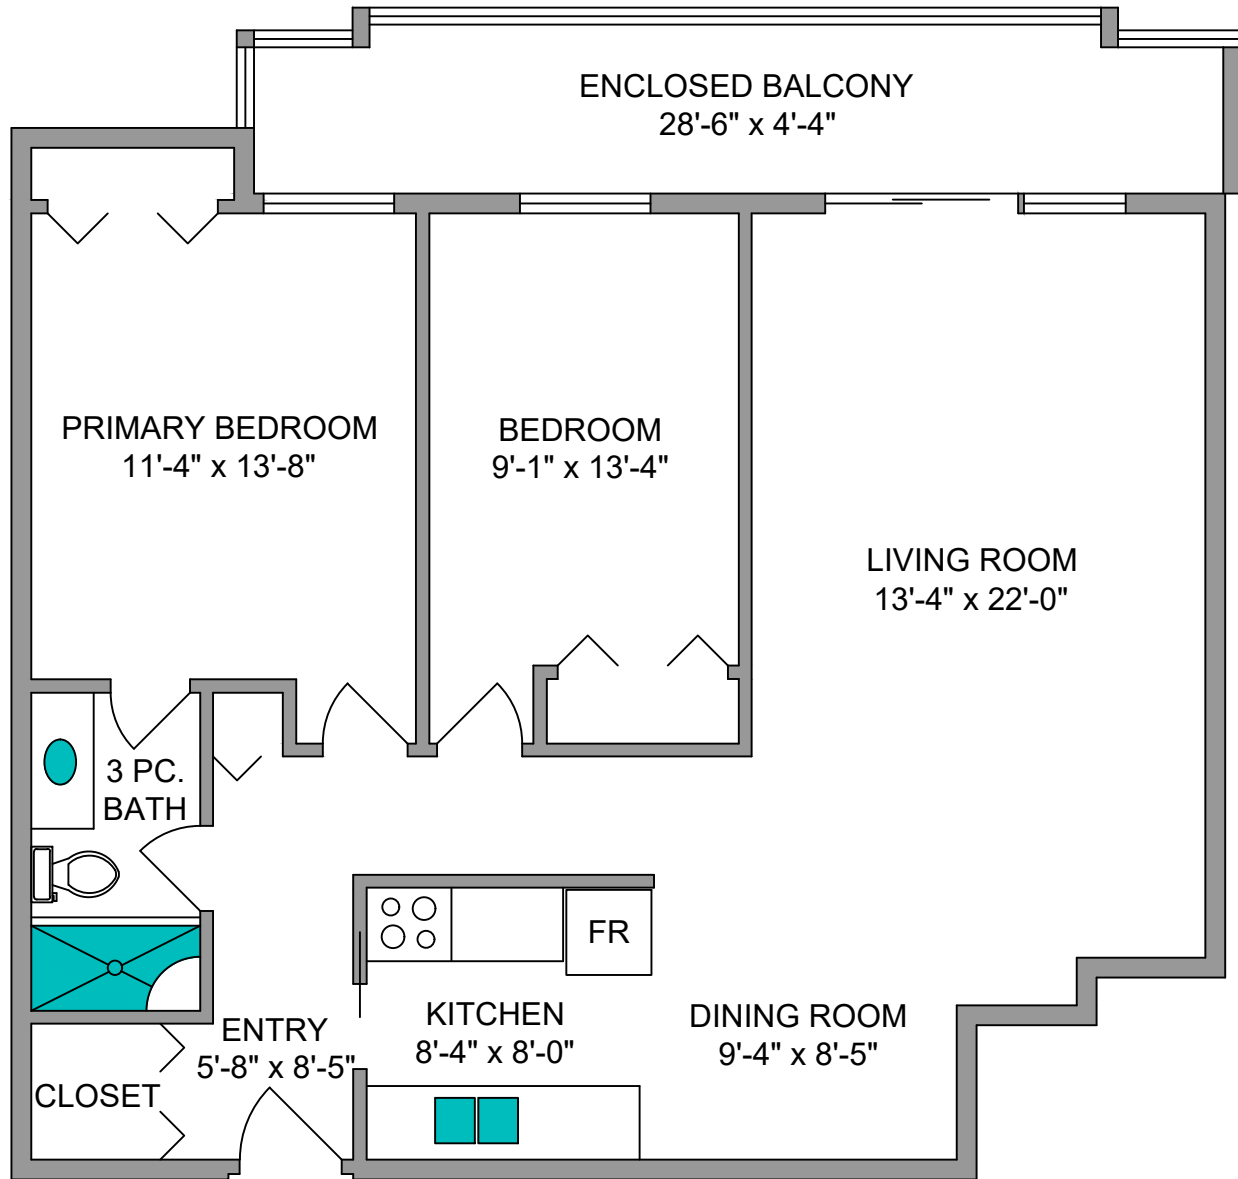 ENCLOSED BALCONY
28'-6" x 4'-4"
PRIMARY BEDROOM
11'-4" x 13'-8"
BEDROOM
9'-1" x 13'-4"
LIVING ROOM
13'-4" x 22'-0"
3 PC.
BATH
FR
KITCHEN
8'-4" x 8'-0"
DINING ROOM
9'-4" x 8'-5"
ENTRY
5'-8" x 8'-5"
CLOSET